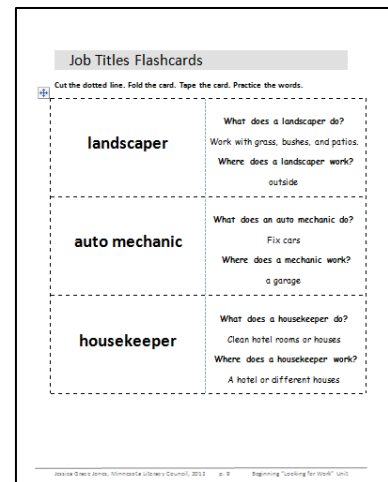 Job Titles Flashcards
Cut the dotted line. Fold the card. Tape the card. Practice the words.
landscaper
What does a landscaper do?
Work with grass, bushes, and patios.
Where does a landscaper work?
outside
auto mechanic
What does an auto mechanic do?
Fix cars
Where does a mechanic work?
a garage
housekeeper
What does a housekeeper do?
Clean hotel rooms or houses
Where does a housekeeper work?
A hotel or different houses
Jessica Grace Jones, Minnesota Literacy Council, 2012 p. 9 Beginning "Looking for Work" Unit